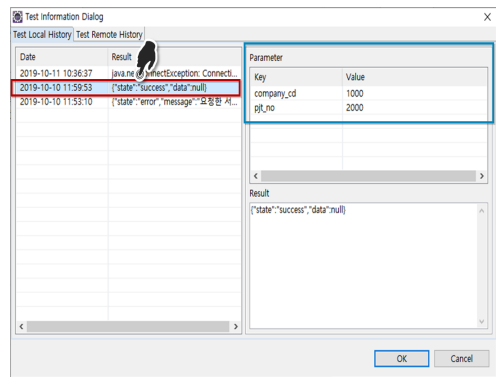 Test Information Dialog
X
Test Local History Test Remote History
Date Result
2019-10-11 10:36:37 java.ne ConnectException: Connecti...
2019-10-10 11:59:53 {"state":"success","data":null}
2019-10-10 11:53:10 {"state":"error","message":"요청한 서...
Parameter
Key Value
company_cd 1000
pjt_no 2000
Result
{"state":"success","data":null}
OK Cancel